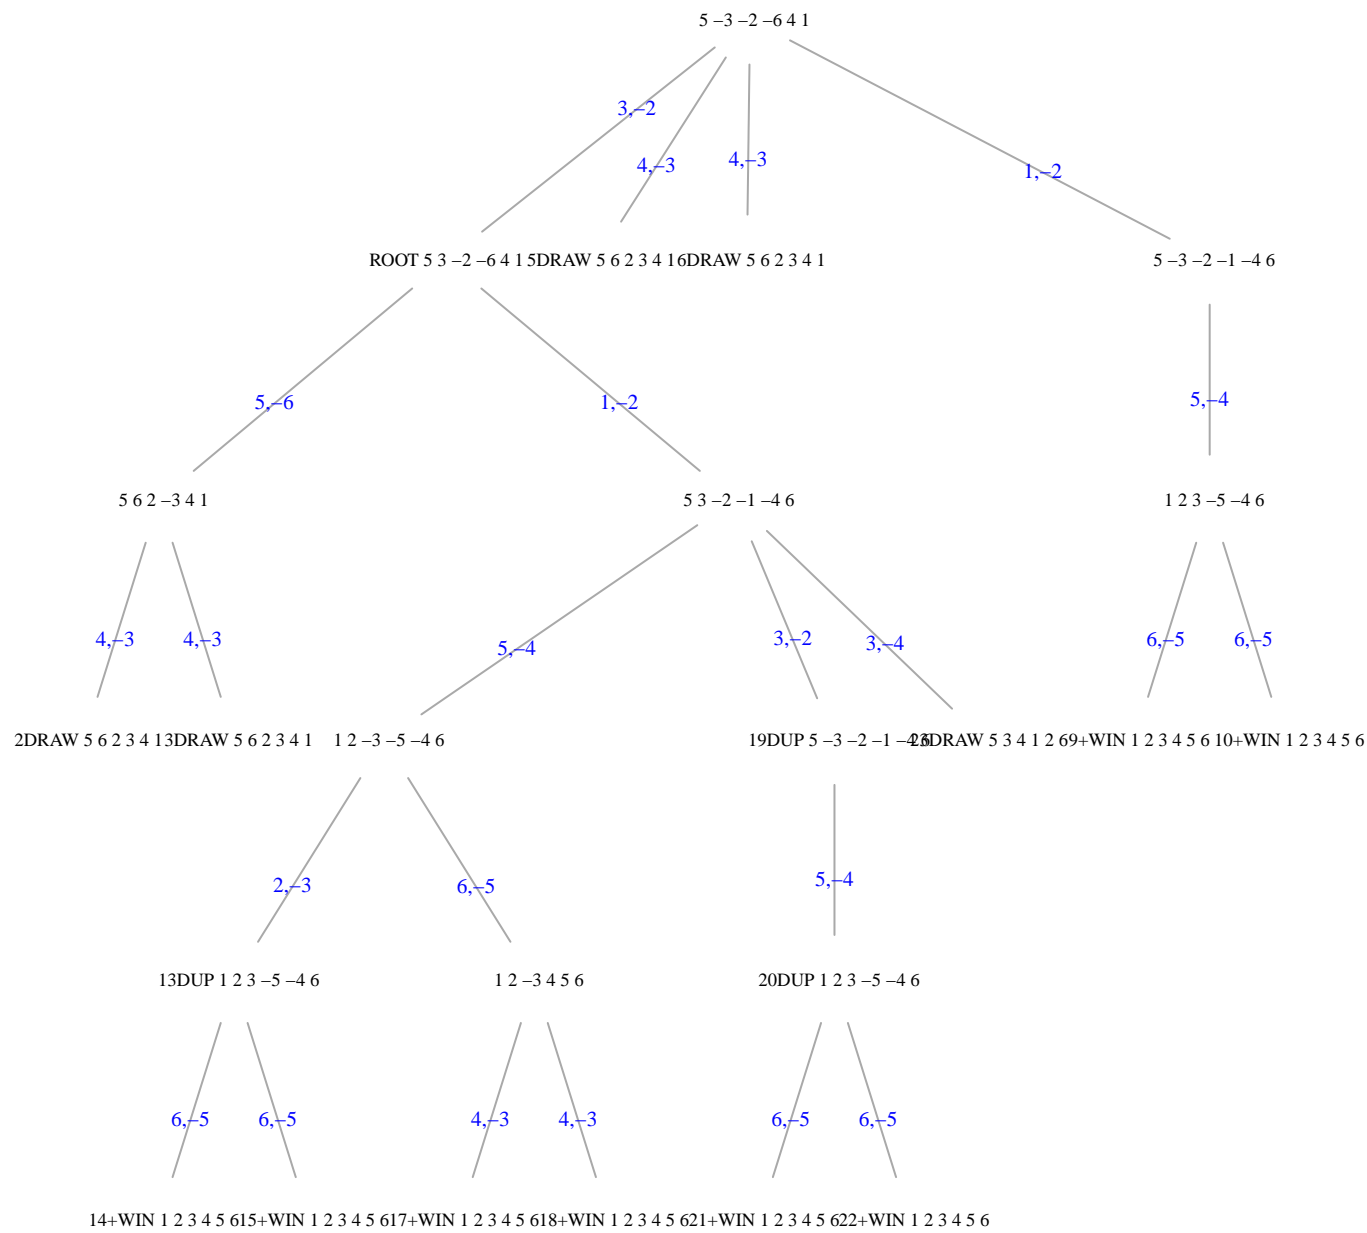 5 –3 –2 –6 4 1
3,–2
4,–3
4,–3
1,–2
ROOT 5 3 –2 –6 4 1 5DRAW 5 6 2 3 4 1 6DRAW 5 6 2 3 4 1
5 –3 –2 –1 –4 6
5,–6
1,–2
5,–4
5 6 2 –3 4 1
5 3 –2 –1 –4 6
1 2 3 –5 –4 6
4,–3
4,–3
5,–4
3,–2
3,–4
6,–5
6,–5
2DRAW 5 6 2 3 4 1 3DRAW 5 6 2 3 4 1
1 2 –3 –5 –4 6
19DUP 5 –3 –2 –1 –4 6 DRAW 5 3 4 1 2 6 9+WIN 1 2 3 4 5 6 10+WIN 1 2 3 4 5 6
2,–3
6,–5
5,–4
13DUP 1 2 3 –5 –4 6
1 2 –3 4 5 6
20DUP 1 2 3 –5 –4 6
6,–5
6,–5
4,–3
4,–3
6,–5
6,–5
14+WIN 1 2 3 4 5 6 15+WIN 1 2 3 4 5 6 17+WIN 1 2 3 4 5 6 18+WIN 1 2 3 4 5 6 21+WIN 1 2 3 4 5 6 22+WIN 1 2 3 4 5 6